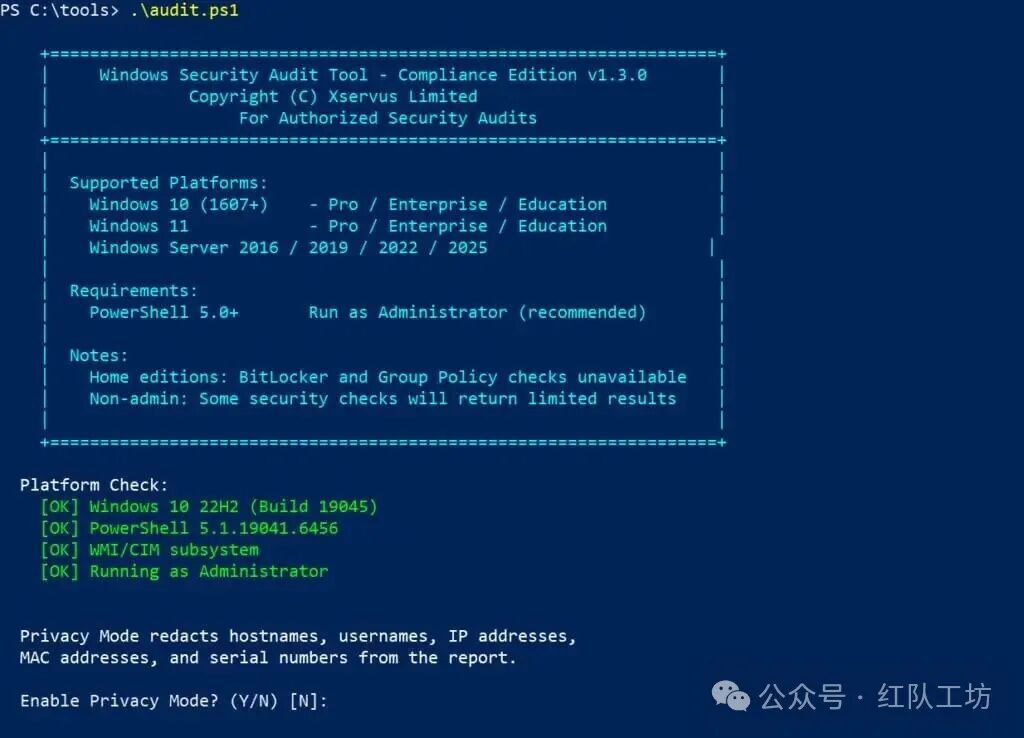 PS C:\tools> .\audit.ps1
+===================================================================+
| Windows Security Audit Tool - Compliance Edition v1.3.0 |
| Copyright (C) Xservus Limited |
| For Authorized Security Audits |
+===================================================================+
| |
| Supported Platforms: |
| Windows 10 (1607+) - Pro / Enterprise / Education |
| Windows 11 - Pro / Enterprise / Education |
| Windows Server 2016 / 2019 / 2022 / 2025 |
| |
| Requirements: |
| PowerShell 5.0+ Run as Administrator (recommended) |
| |
| Notes: |
| Home editions: BitLocker and Group Policy checks unavailable |
| Non-admin: Some security checks will return limited results |
| |
+===================================================================+
Platform Check:
[OK] Windows 10 22H2 (Build 19045)
[OK] PowerShell 5.1.19041.6456
[OK] WMI/CIM subsystem
[OK] Running as Administrator
Privacy Mode redacts hostnames, usernames, IP addresses,
MAC addresses, and serial numbers from the report.
Enable Privacy Mode? (Y/N) [N]:
公众号 · 红队工坊